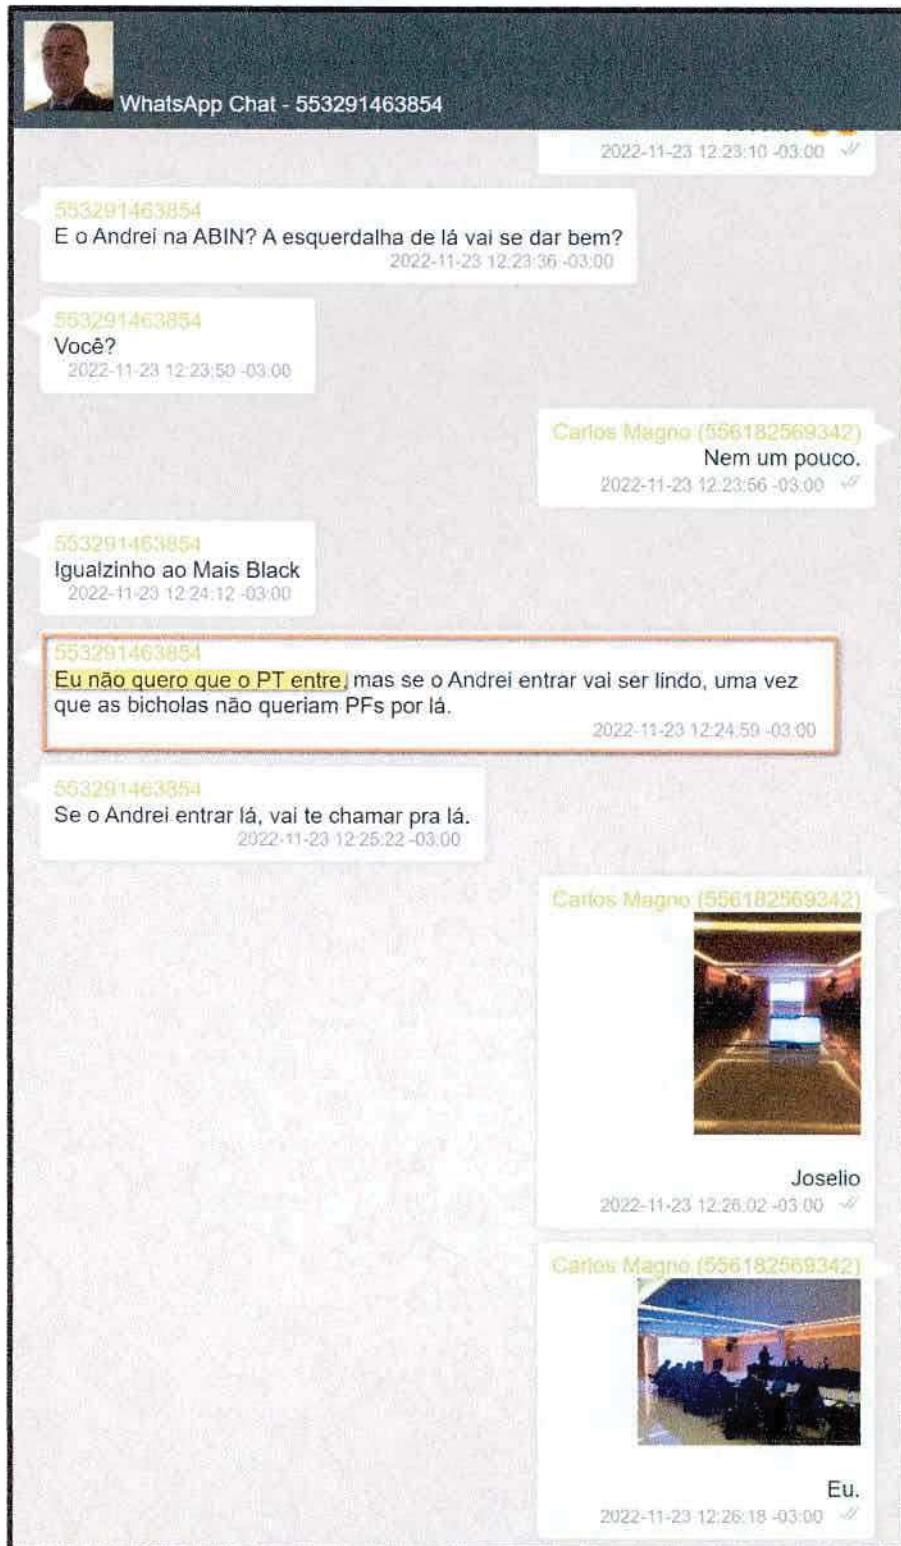 WhatsApp Chat - 553291463854
2022-11-23 12:23:10 -03:00
553291463854
E o Andrei na ABIN? A esquerdalha de lá vai se dar bem?
2022-11-23 12:23:36 -03:00
553291463854
Você?
2022-11-23 12:23:50 -03:00
Carlos Magno (556182569342)
Nem um pouco.
2022-11-23 12:23:56 -03:00
553291463854
Igualzinho ao Mais Black
2022-11-23 12:24:12 -03:00
553291463854
Eu não quero que o PT entre, mas se o Andrei entrar vai ser lindo, uma vez
que as bicholas não queriam PFs por lá.
2022-11-23 12:24:59 -03:00
553291463854
Se o Andrei entrar lá, vai te chamar pra lá.
2022-11-23 12:25:22 -03:00
Carlos Magno (556182569342)
Joselio
2022-11-23 12:26:02 -03:00
Carlos Magno (556182569342)
Eu.
2022-11-23 12:26:18 -03:00